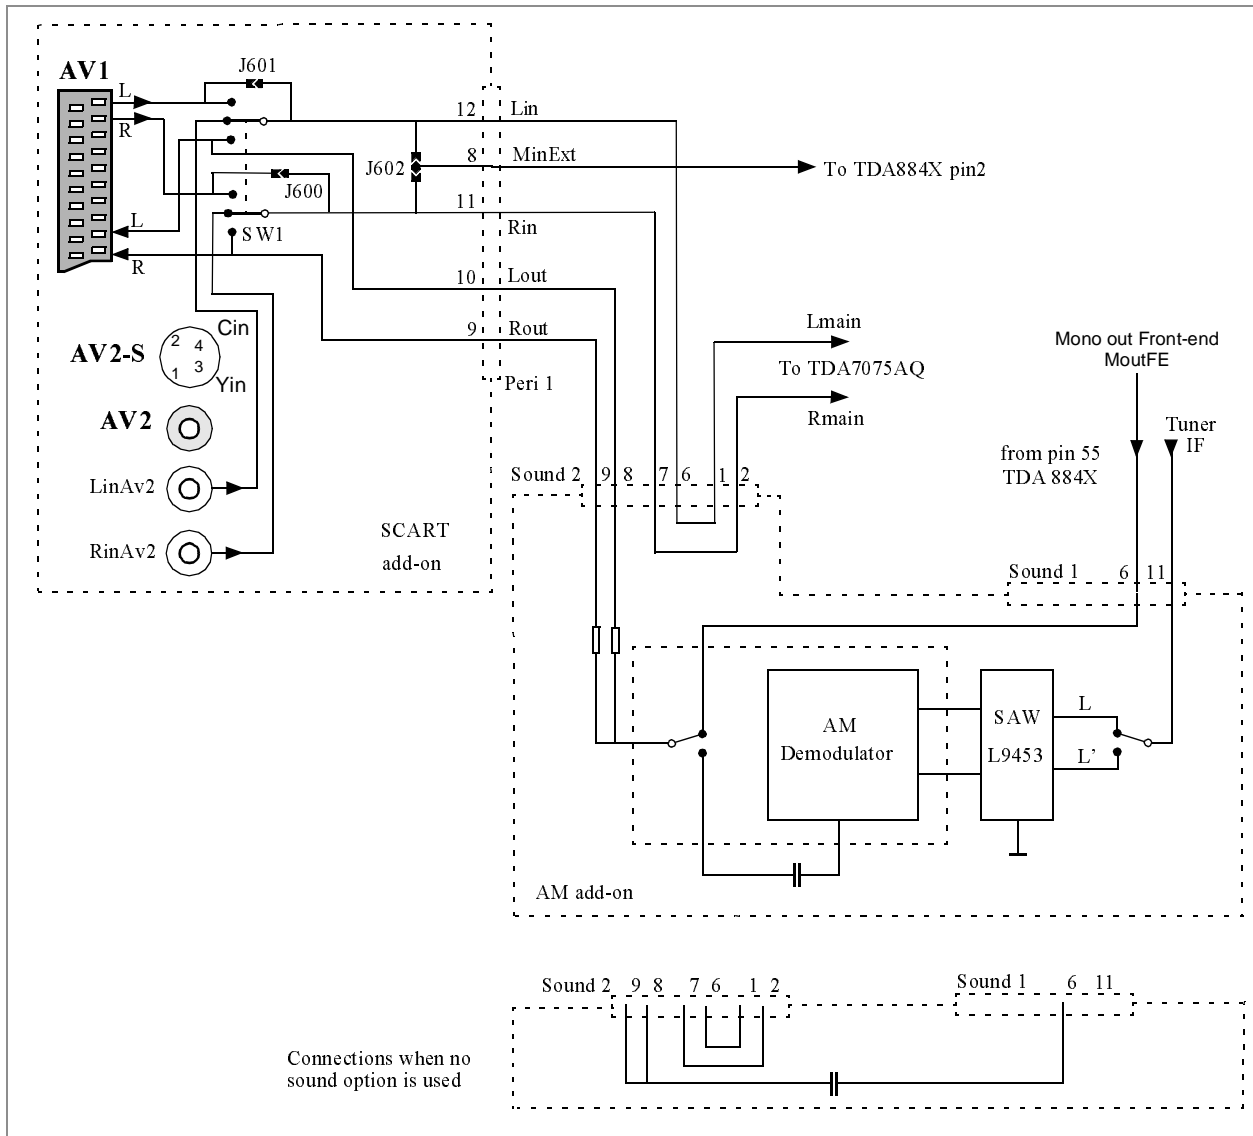 J601
AV1
L
R
12 Lin
8 MinExt
J602
To TDA884X pin2
J600
11
Rin
L
SW1
R
10 Lout
9 Rout
Peri 1
Cin
2 4
AV2-S
1 3
Yin
AV2
LinAv2
RinAv2
SCART
add-on
Lmain
To TDA7075AQ
Rmain
Mono out Front-end
MoutFE
Tuner
IF
from pin 55
TDA 884X
Sound 2 9 8 7 6 1 2
Sound 1 6 11
AM
Demodulator
SAW
L9453
L
L’
AM add-on
Sound 2 9 8 7 6 1 2
Sound 1 6 11
Connections when no
sound option is used